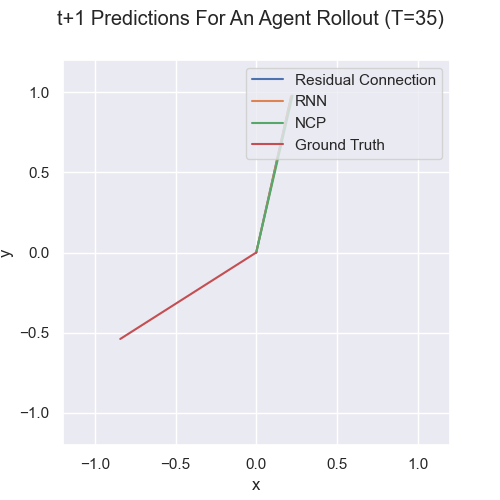 t+1 Predictions For An Agent Rollout (T=35)
Residual Connection
RNN
NCP
Ground Truth
1.0
0.5
0.0
−0.5
−1.0
y
−1.0 −0.5 0.0 0.5 1.0
x